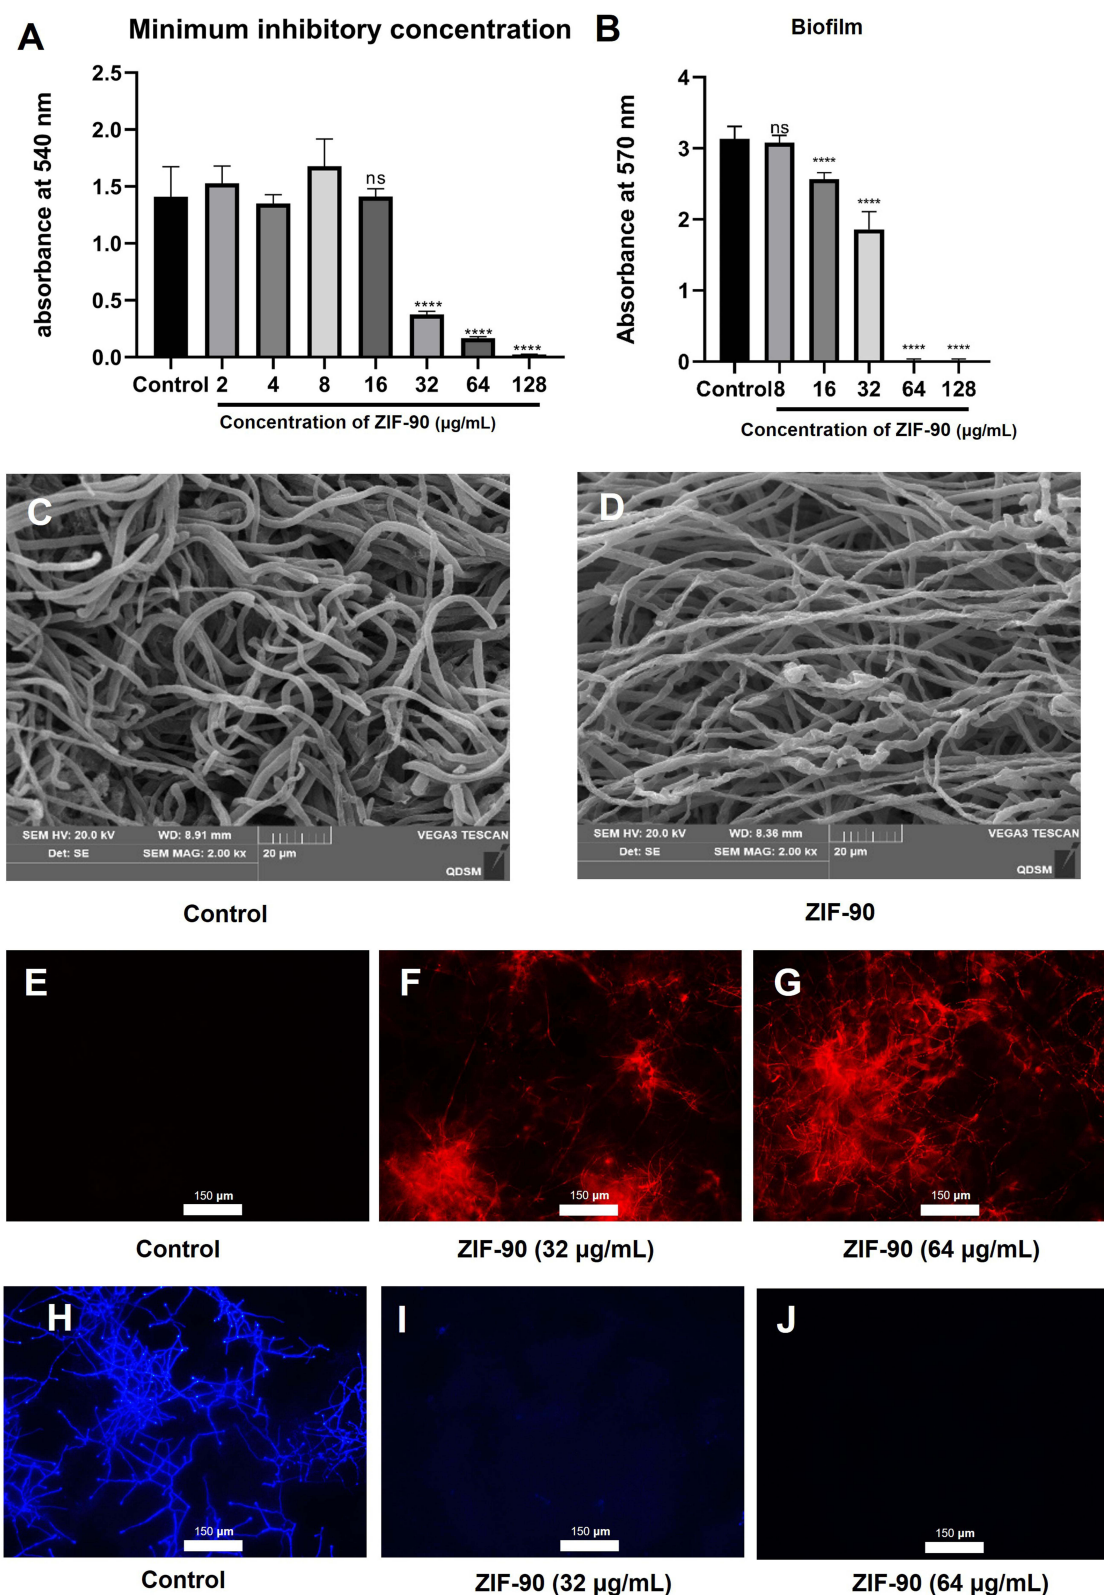 A
Minimum inhibitory concentration
absorbance at 540 nm
2.5
2.0
1.5
1.0
0.5
0.0
ns
****
****
****
Control 2 4 8 16 32 64 128
Concentration of ZIF-90 (µg/mL)
B
Biofilm
Absorbance at 570 nm
4
3
2
1
0
ns
****
****
****
****
Control 8 16 32 64 128
Concentration of ZIF-90 (µg/mL)
C
SEM HV: 20.0 kV WD: 8.91 mm VEGA3 TESCAN
Det: SE SEM MAG: 2.00 kx 20 µm
QDSM
Control
D
SEM HV: 20.0 kV WD: 8.36 mm VEGA3 TESCAN
Det: SE SEM MAG: 2.00 kx 20 µm
QDSM
ZIF-90
E
150 µm
Control
F
150 µm
ZIF-90 (32 µg/mL)
G
150 µm
ZIF-90 (64 µg/mL)
H
150 µm
Control
I
150 µm
ZIF-90 (32 µg/mL)
J
150 µm
ZIF-90 (64 µg/mL)